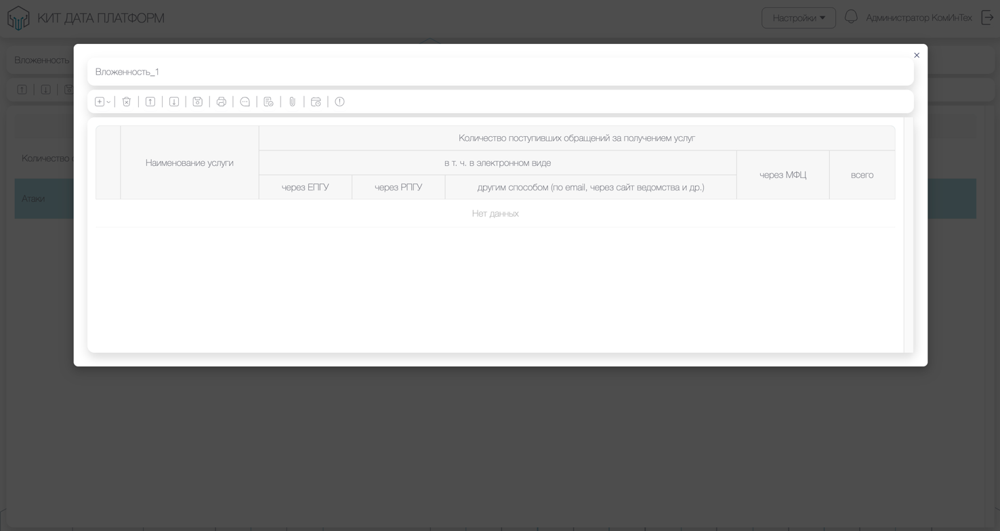 КИТ ДАТА ПЛАТФОРМ
Настройки
Администратор КомИнТех
Вложенность
Вложенность_1
Количество поступивших обращений за получением услуг
Наименование услуги
в т. ч. в электронном виде
через МФЦ
всего
через ЕПГУ
через РПГУ
другим способом (по email, через сайт ведомства и др.)
Нет данных
Количество
Атаки